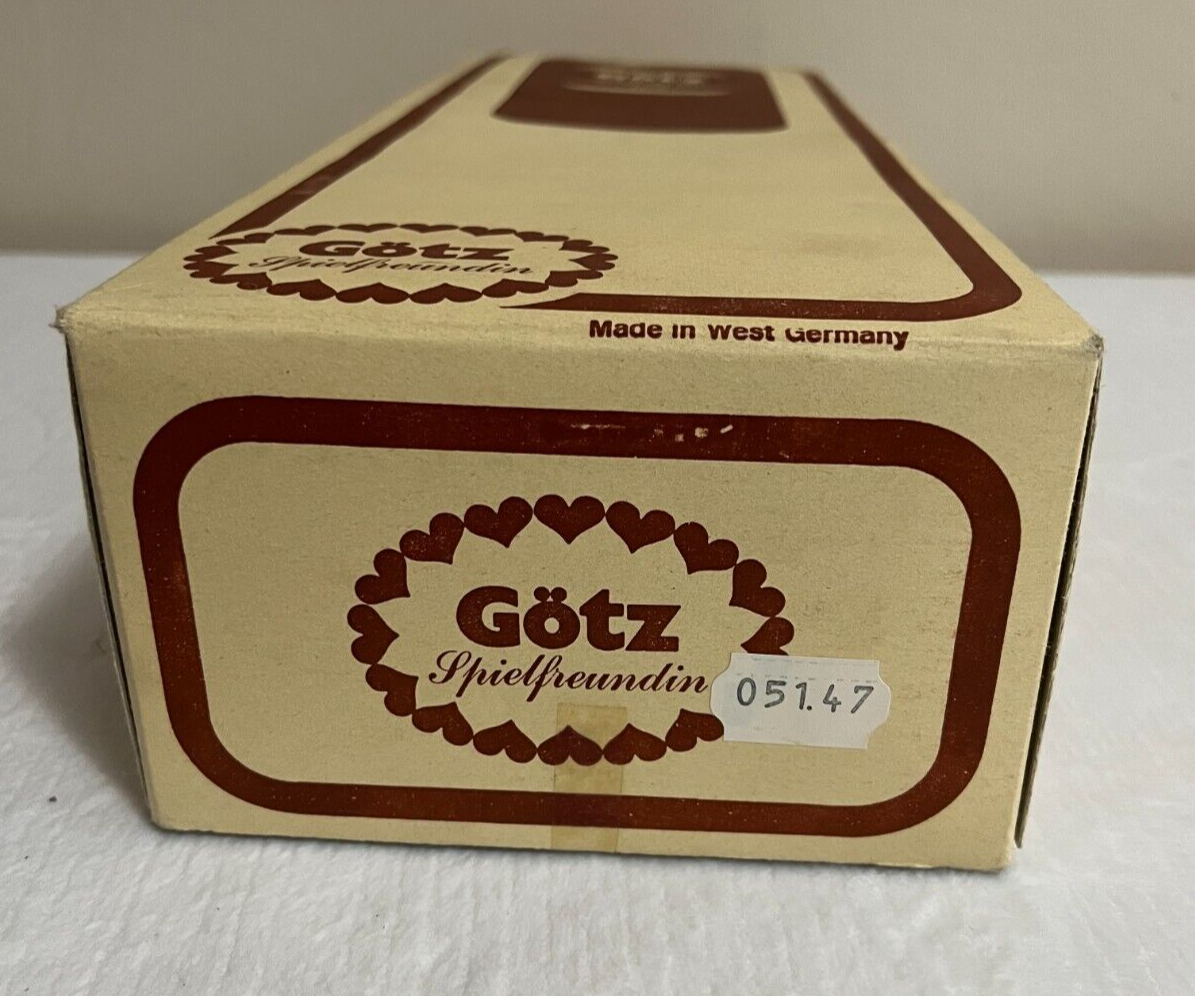 Götz
Spielfreundin
Made in West Germany
Götz
Spielfreundin
051.47